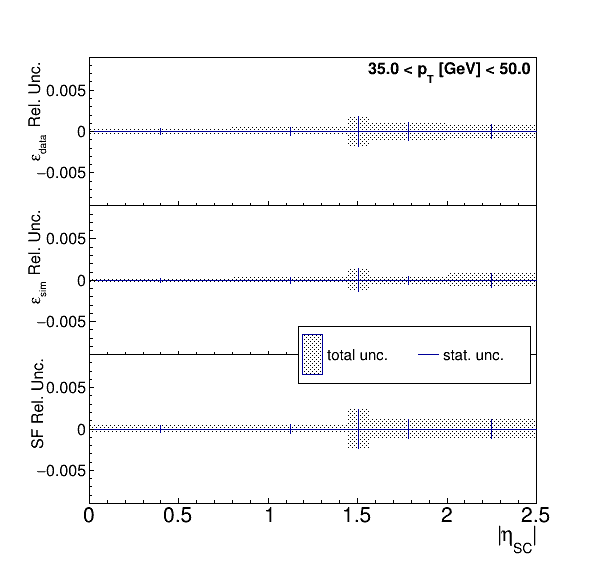 35.0 < p_T [GeV] < 50.0
ε_data Rel. Unc.
0.005
0
−0.005
ε_sim Rel. Unc.
0.005
0
−0.005
total unc. stat. unc.
SF Rel. Unc.
0.005
0
−0.005
0 0.5 1 1.5 2 2.5
|η_SC|